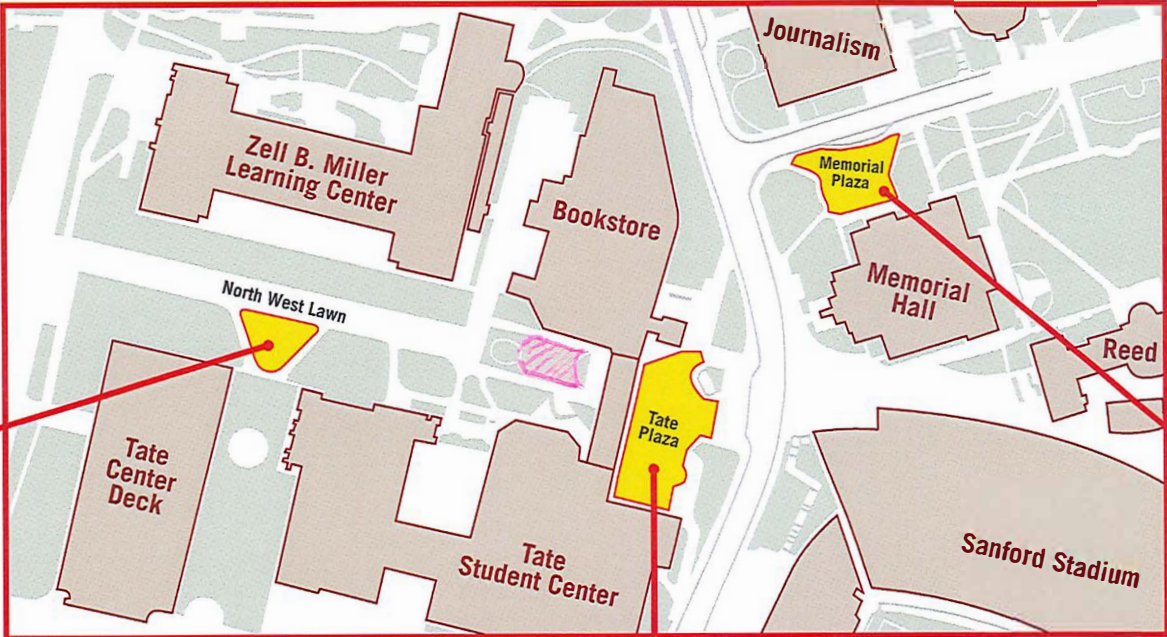 Journalism
Zell B. Miller
Learning Center
Memorial
Plaza
Bookstore
Memorial
Hall
North West Lawn
Reed
Tate
Plaza
Tate
Center
Deck
Tate
Student Center
Sanford Stadium